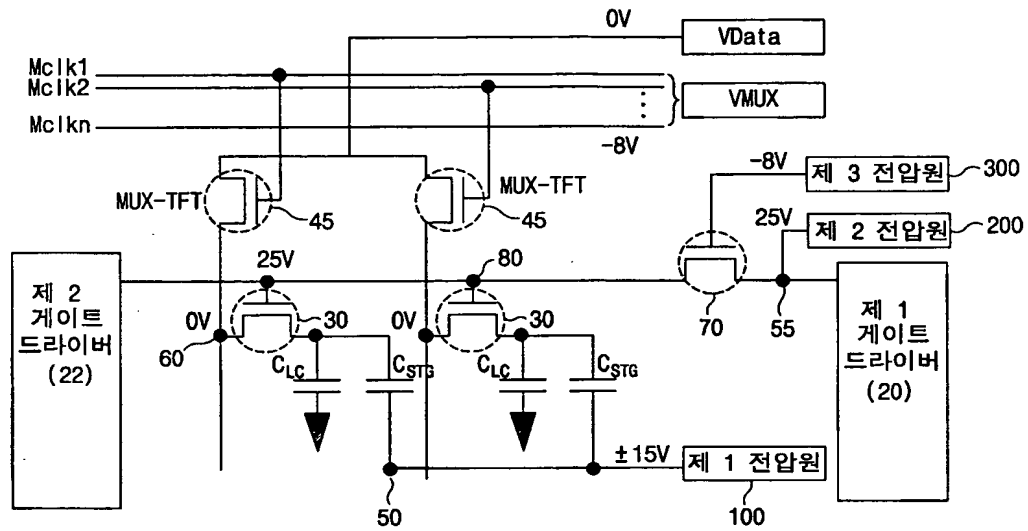 0V
VData
Mclk1
Mclk2
VMUX
Mclkn
-8V
MUX-TFT
45
MUX-TFT
45
-8V
제 3 전압원
300
25V
제 2 전압원
200
25V
80
제 2
게이트
드라이버
(22)
0V
30
0V
30
70
55
제 1
게이트
드라이버
(20)
60
CLC
CSTG
CLC
CSTG
±15V
제 1 전압원
50
100